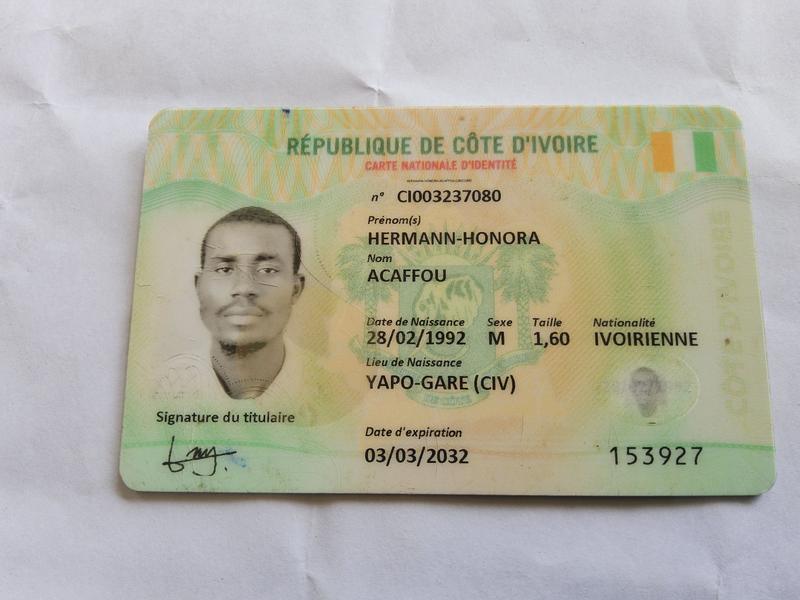 RÉPUBLIQUE DE CÔTE D'IVOIRE
CARTE NATIONALE D'IDENTITÉ
n° CI003237080
Prénom(s)
HERMANN-HONORA
Nom
ACAFFOU
Date de Naissance Sexe Taille Nationalité
28/02/1992 M 1,60 IVOIRIENNE
Lieu de Naissance
YAPO-GARE (CIV)
Signature du titulaire
Date d'expiration
03/03/2032
153927
CÔTE D'IVOIRE